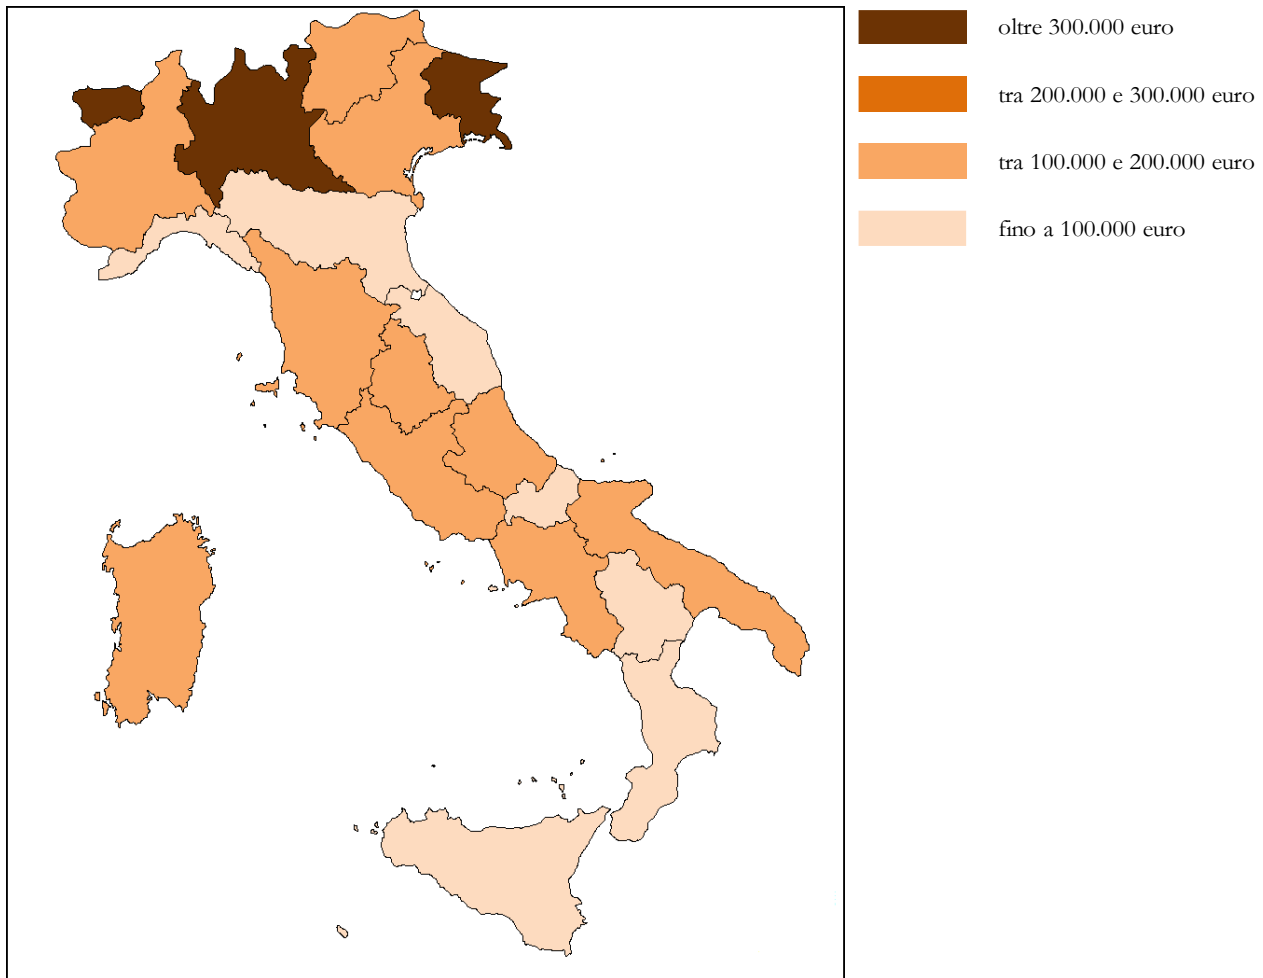 oltre 300.000 euro
tra 200.000 e 300.000 euro
tra 100.000 e 200.000 euro
fino a 100.000 euro